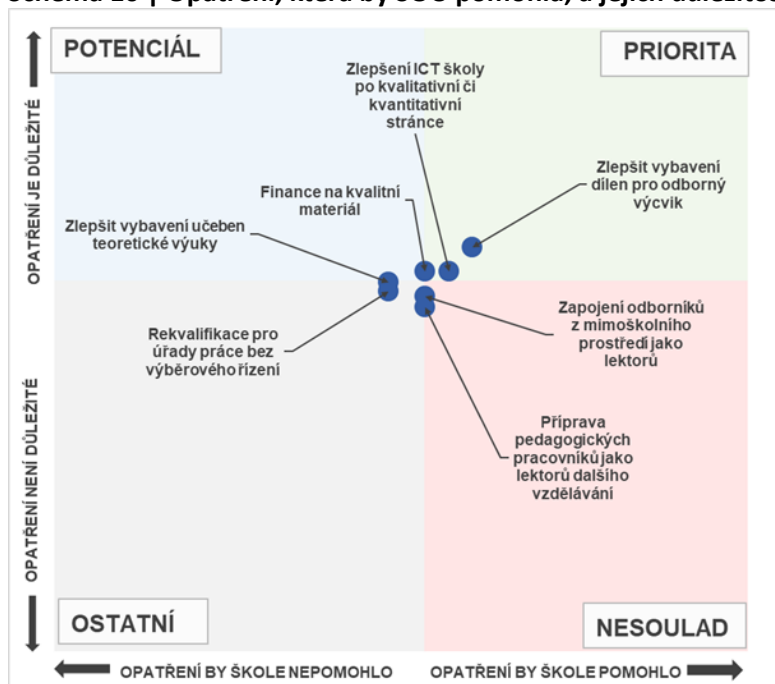 POTENCIÁL
PRIORITA
Zlepšení ICT školy
po kvalitativní či
kvantitativní
stránce
Zlepšit vybavení
dílen pro odborný
výcvik
Finance na kvalitní
materiál
Zlepšit vybavení učeben
teoretické výuky
OPATŘENÍ JE DŮLEŽITÉ
Rekvalifikace pro
úřady práce bez
výběrového řízení
Zapojení odborníků
z mimoškolního
prostředí jako
lektorů
Příprava
pedagogických
pracovníků jako
lektorů dalšího
vzdělávání
OPATŘENÍ NENÍ DŮLEŽITÉ
OSTATNÍ
NESOULAD
OPATŘENÍ BY ŠKOLE NEPOMOHLO
OPATŘENÍ BY ŠKOLE POMOHLO